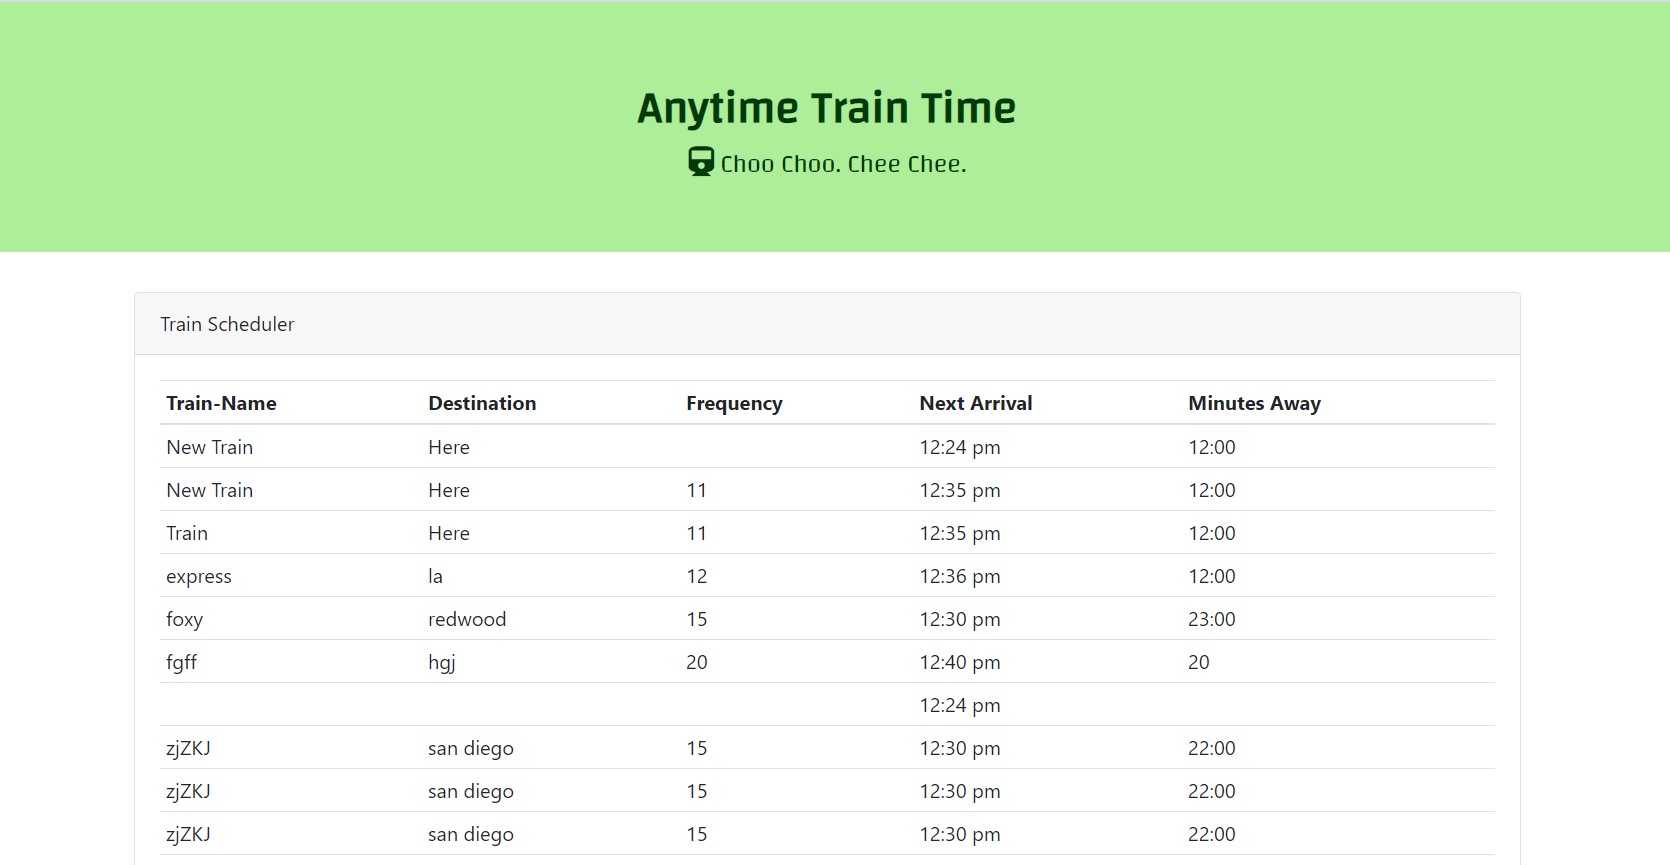 Anytime Train Time
Choo Choo. Chee Chee.
Train Scheduler
Train-Name Destination Frequency Next Arrival Minutes Away
New Train Here 12:24 pm 12:00
New Train Here 11 12:35 pm 12:00
Train Here 11 12:35 pm 12:00
express la 12 12:36 pm 12:00
foxy redwood 15 12:30 pm 23:00
fgff hgj 20 12:40 pm 20
12:24 pm
zjZKJ san diego 15 12:30 pm 22:00
zjZKJ san diego 15 12:30 pm 22:00
zjZKJ san diego 15 12:30 pm 22:00